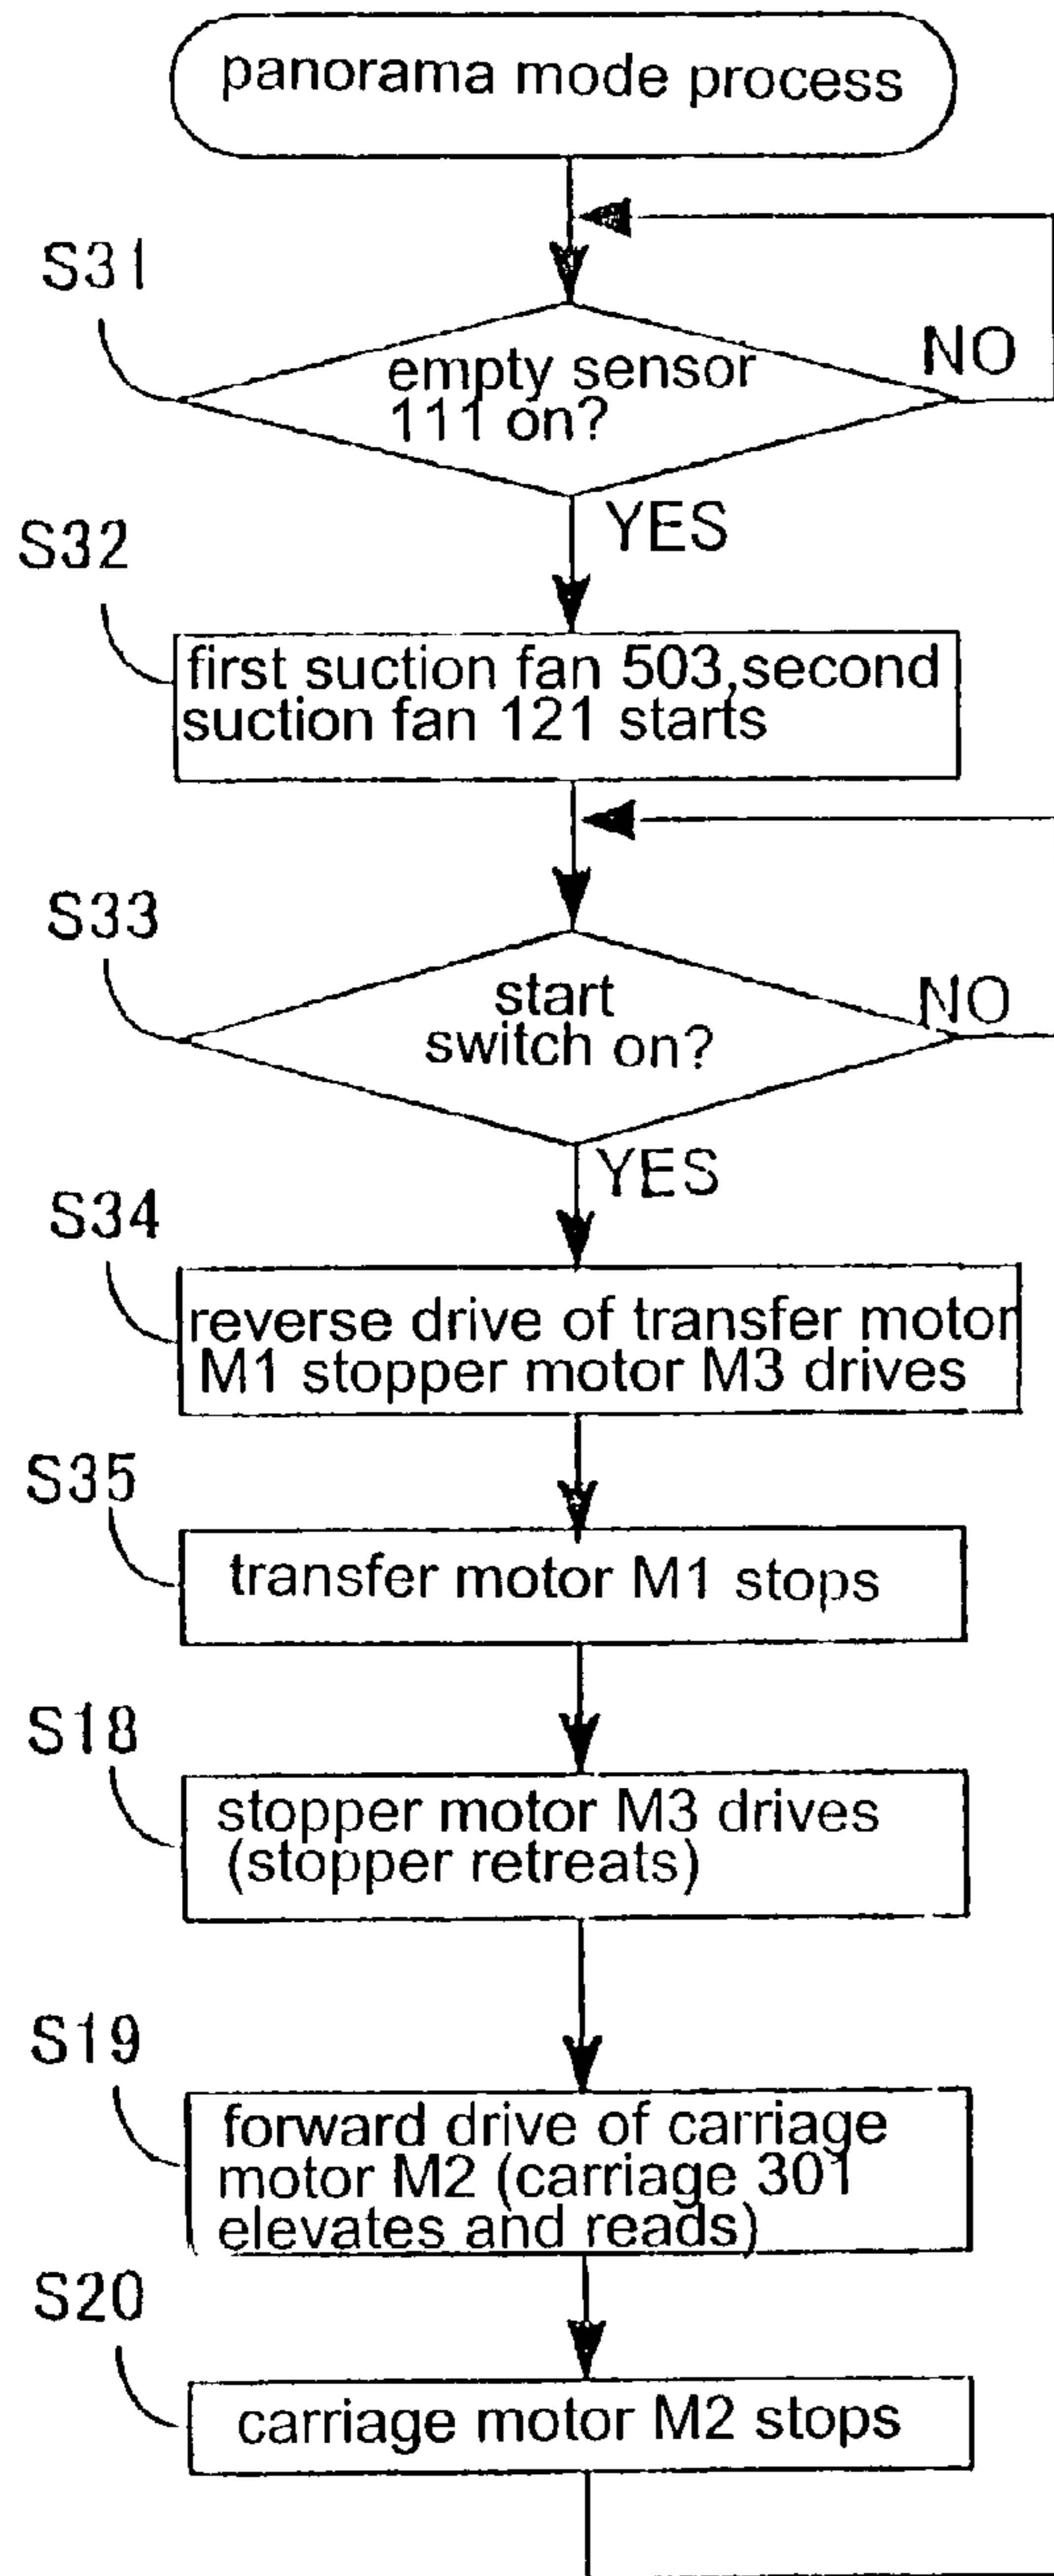 panorama mode process
S31
empty sensor
111 on?
NO
YES
S32
first suction fan 503,second
suction fan 121 starts
S33
start
switch on?
NO
YES
S34
reverse drive of transfer motor
M1 stopper motor M3 drives
S35
transfer motor M1 stops
S18
stopper motor M3 drives
(stopper retreats)
S19
forward drive of carriage
motor M2 (carriage 301
elevates and reads)
S20
carriage motor M2 stops